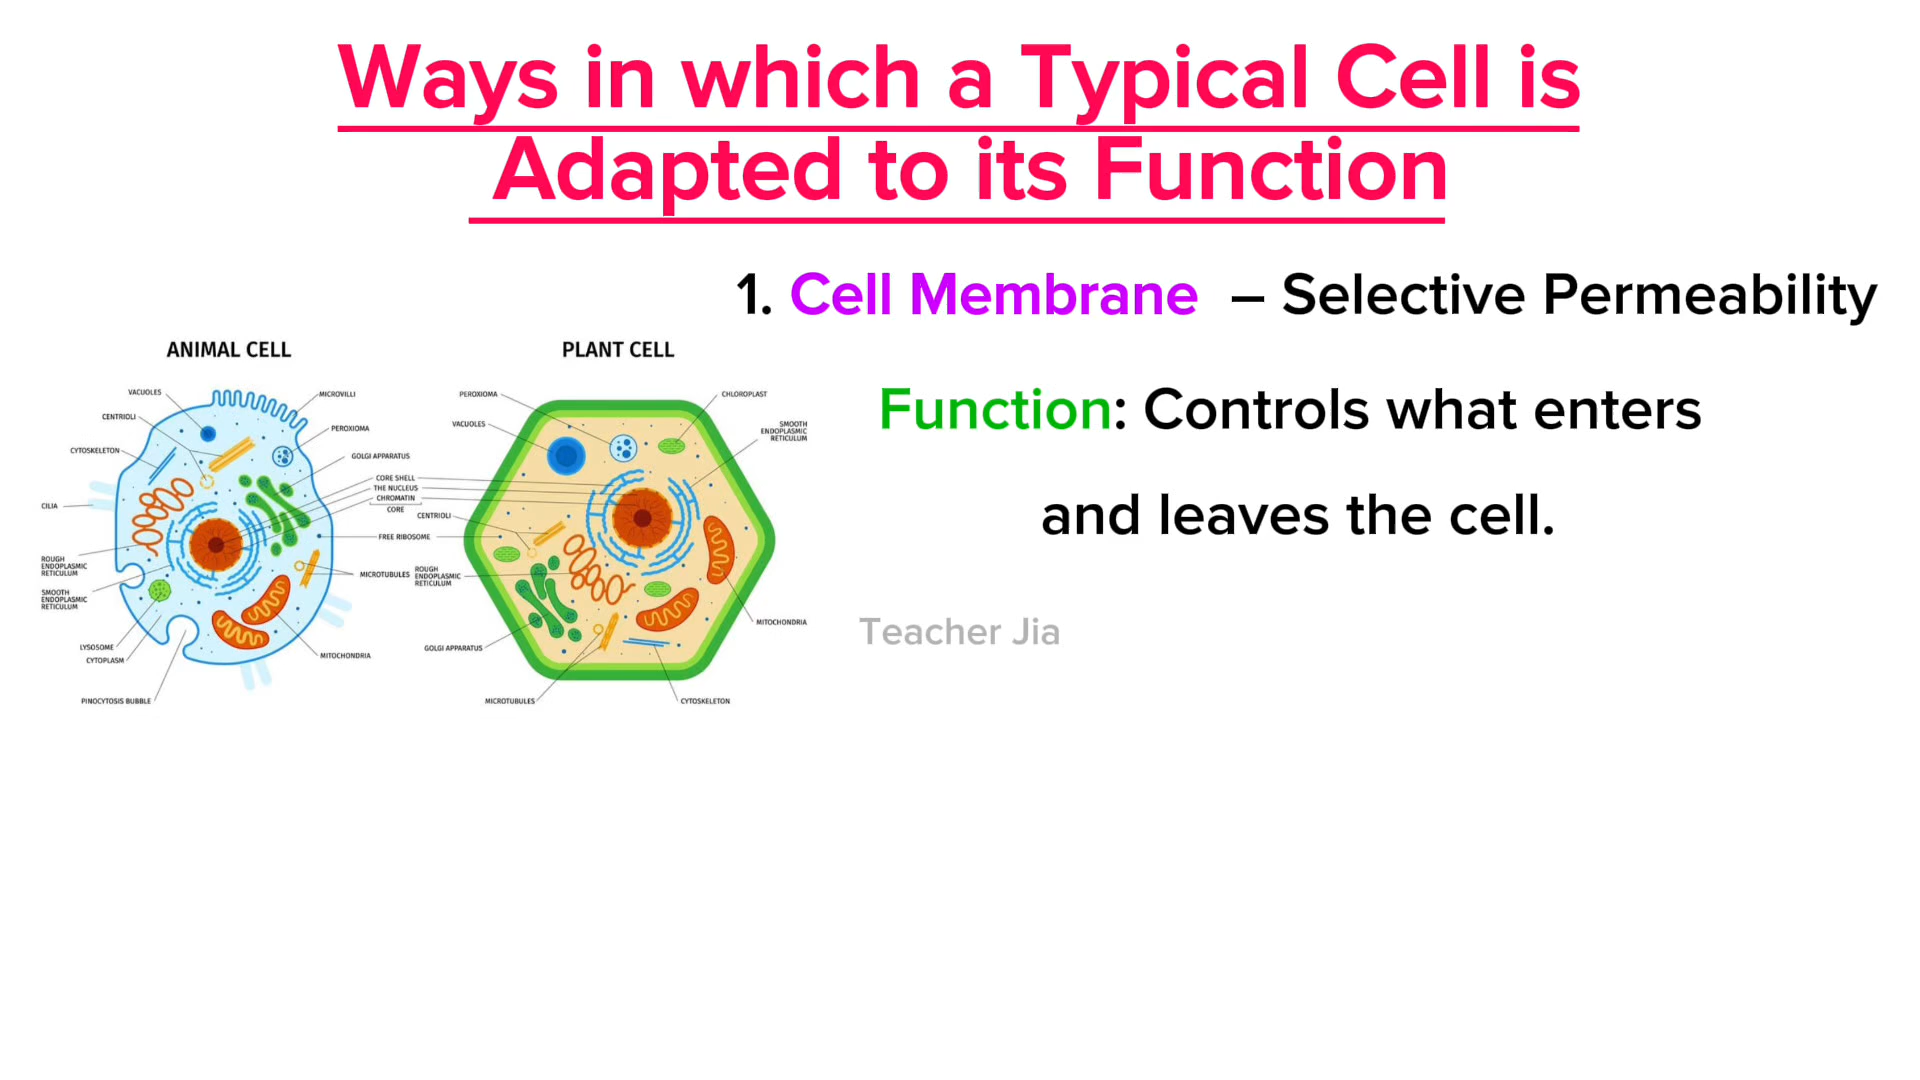 Ways in which a Typical Cell is
Adapted to its Function
1. Cell Membrane – Selective Permeability
Function: Controls what enters
and leaves the cell.
Teacher Jia
ANIMAL CELL
VACUOLES
CENTRIOLI
CYTOSKELETON
CILIA
ROUGH
ENDOPLASMIC
RETICULUM
SMOOTH
ENDOPLASMIC
RETICULUM
LYSOSOME
CYTOPLASM
PINOCYTOSIS BUBBLE
MICROVILLI
PEROXIOMA
GOLGI APPARATUS
CORE SHELL
THE NUCLEUS
CHROMATIN
CORE
FREE RIBOSOME
MICROTUBULES
MITOCHONDRIA
PLANT CELL
PEROXIOMA
VACUOLES
CENTRIOLI
ROUGH
ENDOPLASMIC
RETICULUM
GOLGI APPARATUS
MICROTUBULES
CHLOROPLAST
SMOOTH
ENDOPLASMIC
RETICULUM
MITOCHONDRIA
CYTOSKELETON